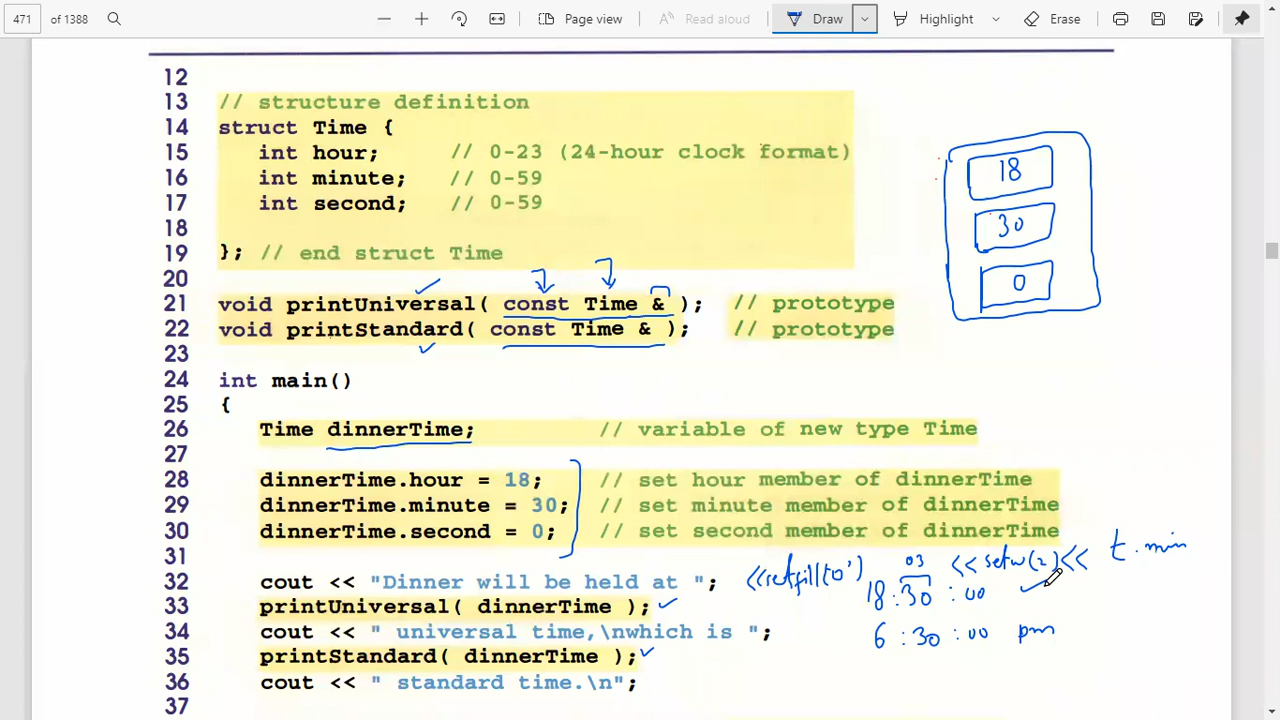 471 of 1388 Page view Read aloud Draw Highlight Erase
12
13 // structure definition
14 struct Time {
15 int hour; // 0-23 (24-hour clock format)
16 int minute; // 0-59
17 int second; // 0-59
18
19 }; // end struct Time
20
21 void printUniversal( const Time & ); // prototype
22 void printStandard( const Time & ); // prototype
23
24 int main()
25 {
26 Time dinnerTime; // variable of new type Time
27
28 dinnerTime.hour = 18; // set hour member of dinnerTime
29 dinnerTime.minute = 30; // set minute member of dinnerTime
30 dinnerTime.second = 0; // set second member of dinnerTime
31
32 cout << "Dinner will be held at ";
33 printUniversal( dinnerTime );
34 cout << " universal time,\nwhich is ";
35 printStandard( dinnerTime );
36 cout << " standard time.\n";
37
18
30
0
03
<<setfill('0') <<setw(2)<< t.min
18:30:00
6:30:00 pm